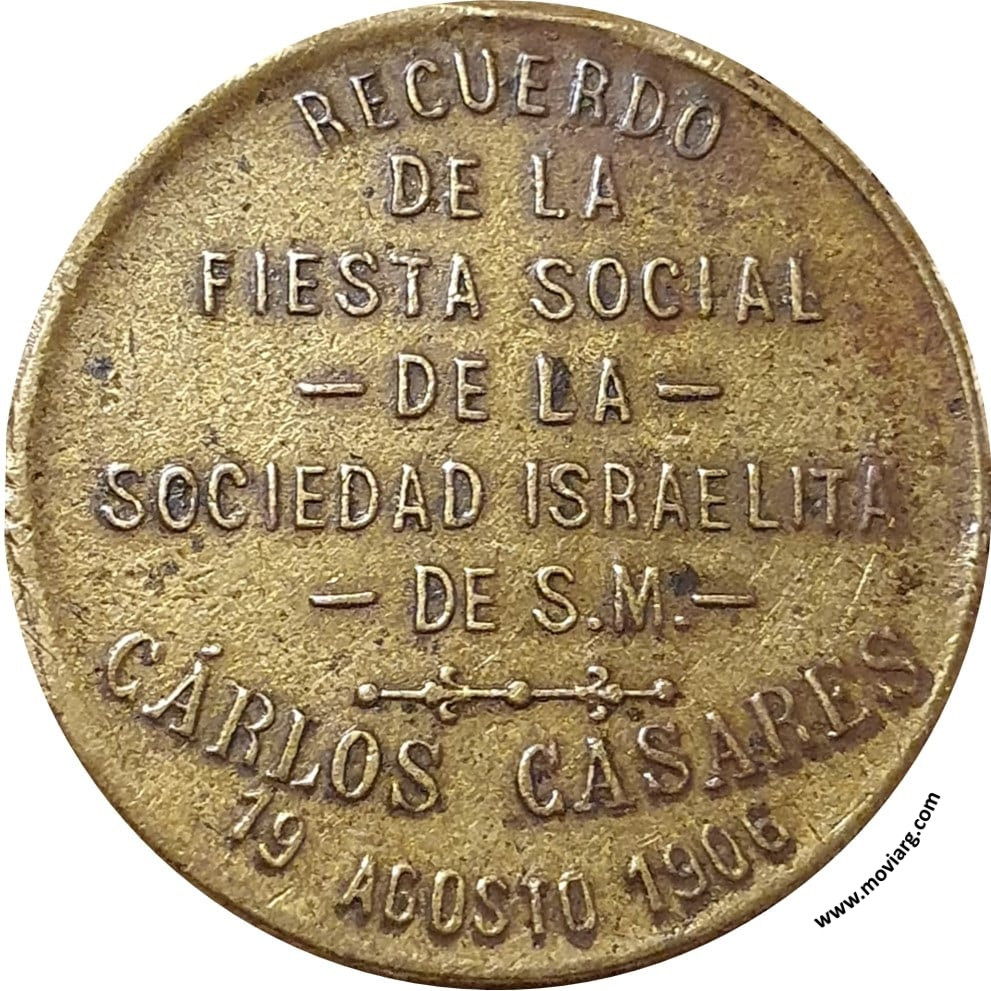 RECUERDO
DE LA
FIESTA SOCIAL
— DE LA —
SOCIEDAD ISRAELITA
— DE S.M. —
CÁRLOS CASARES
19 AGOSTO 1906
www.moviarg.com